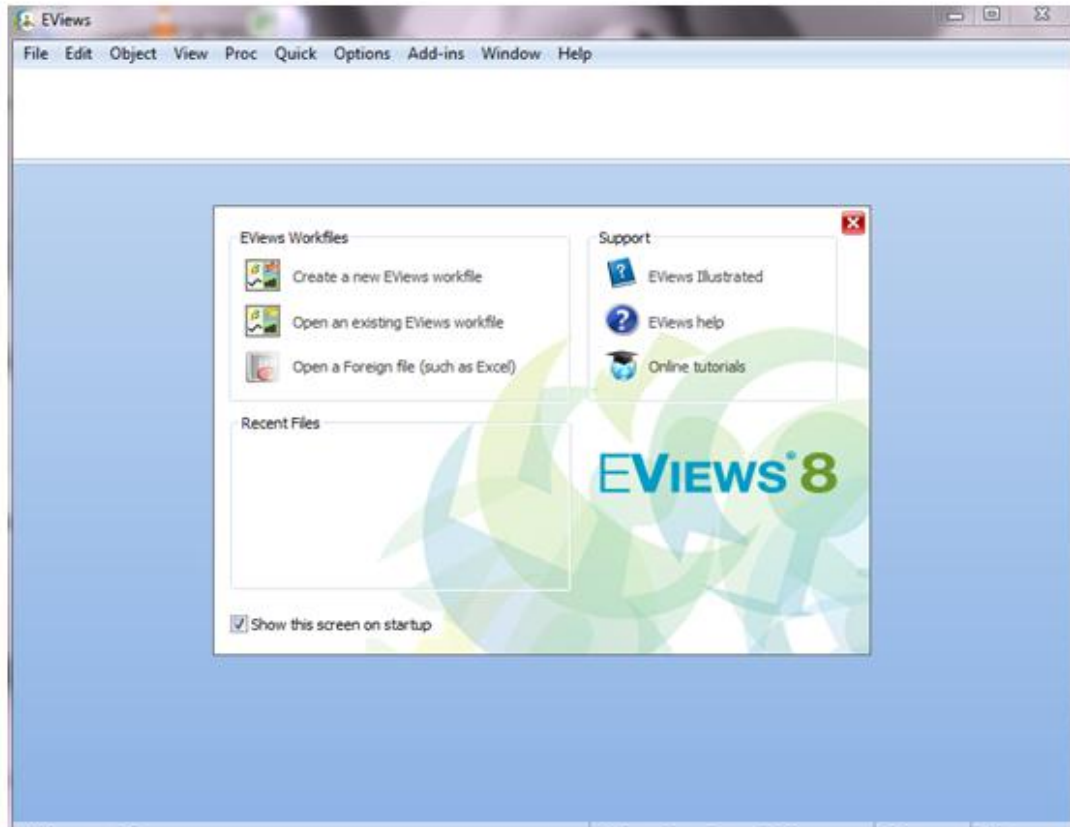 EViews
File Edit Object View Proc Quick Options Add-ins Window Help
EViews Workfiles
Create a new EViews workfile
Open an existing EViews workfile
Open a Foreign file (such as Excel)
Recent Files
Show this screen on startup
Support
EViews Illustrated
EViews help
Online tutorials
EVIEWS® 8